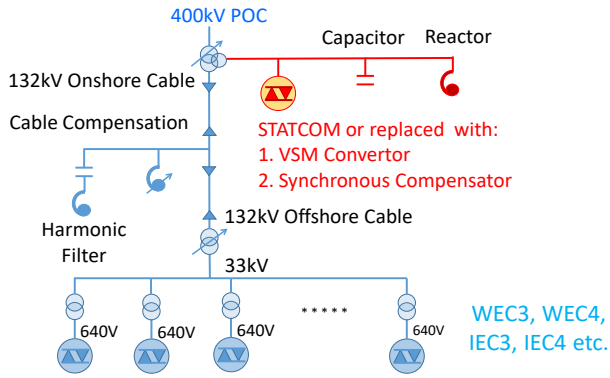 400kV POC
Capacitor
Reactor
132kV Onshore Cable
Cable Compensation
STATCOM or replaced with:
1. VSM Convertor
2. Synchronous Compensator
132kV Offshore Cable
Harmonic
Filter
33kV
*****
640V
640V
640V
640V
WEC3, WEC4,
IEC3, IEC4 etc.